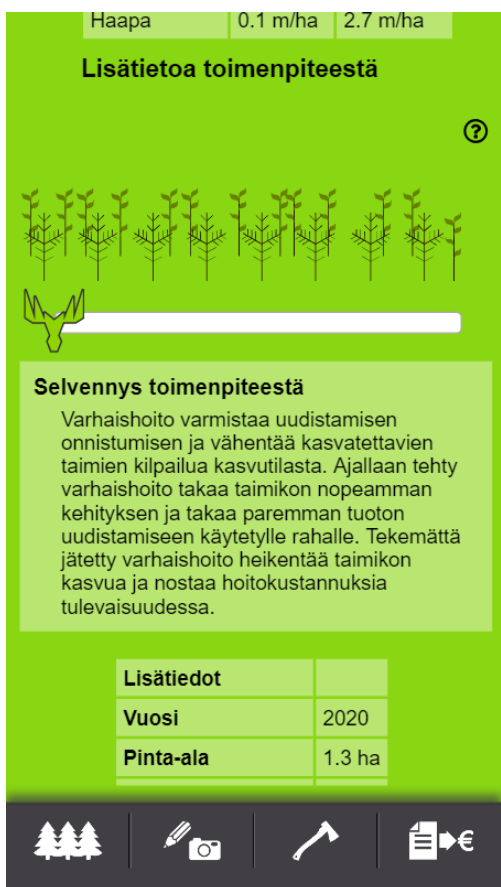 Haapa 0.1 m/ha 2.7 m/ha
Lisätietoa toimenpiteestä
?
Selvennys toimenpiteestä
Varhaishoito varmistaa uudistamisen
onnistumisen ja vähentää kasvatettavien
taimien kilpailua kasvutilasta. Ajallaan tehty
varhaishoito takaa taimikon nopeamman
kehityksen ja takaa paremman tuoton
uudistamiseen käytetylle rahalle. Tekemättä
jätetty varhaishoito heikentää taimikon
kasvua ja nostaa hoitokustannuksia
tulevaisuudessa.
Lisätiedot
Vuosi 2020
Pinta-ala 1.3 ha
€